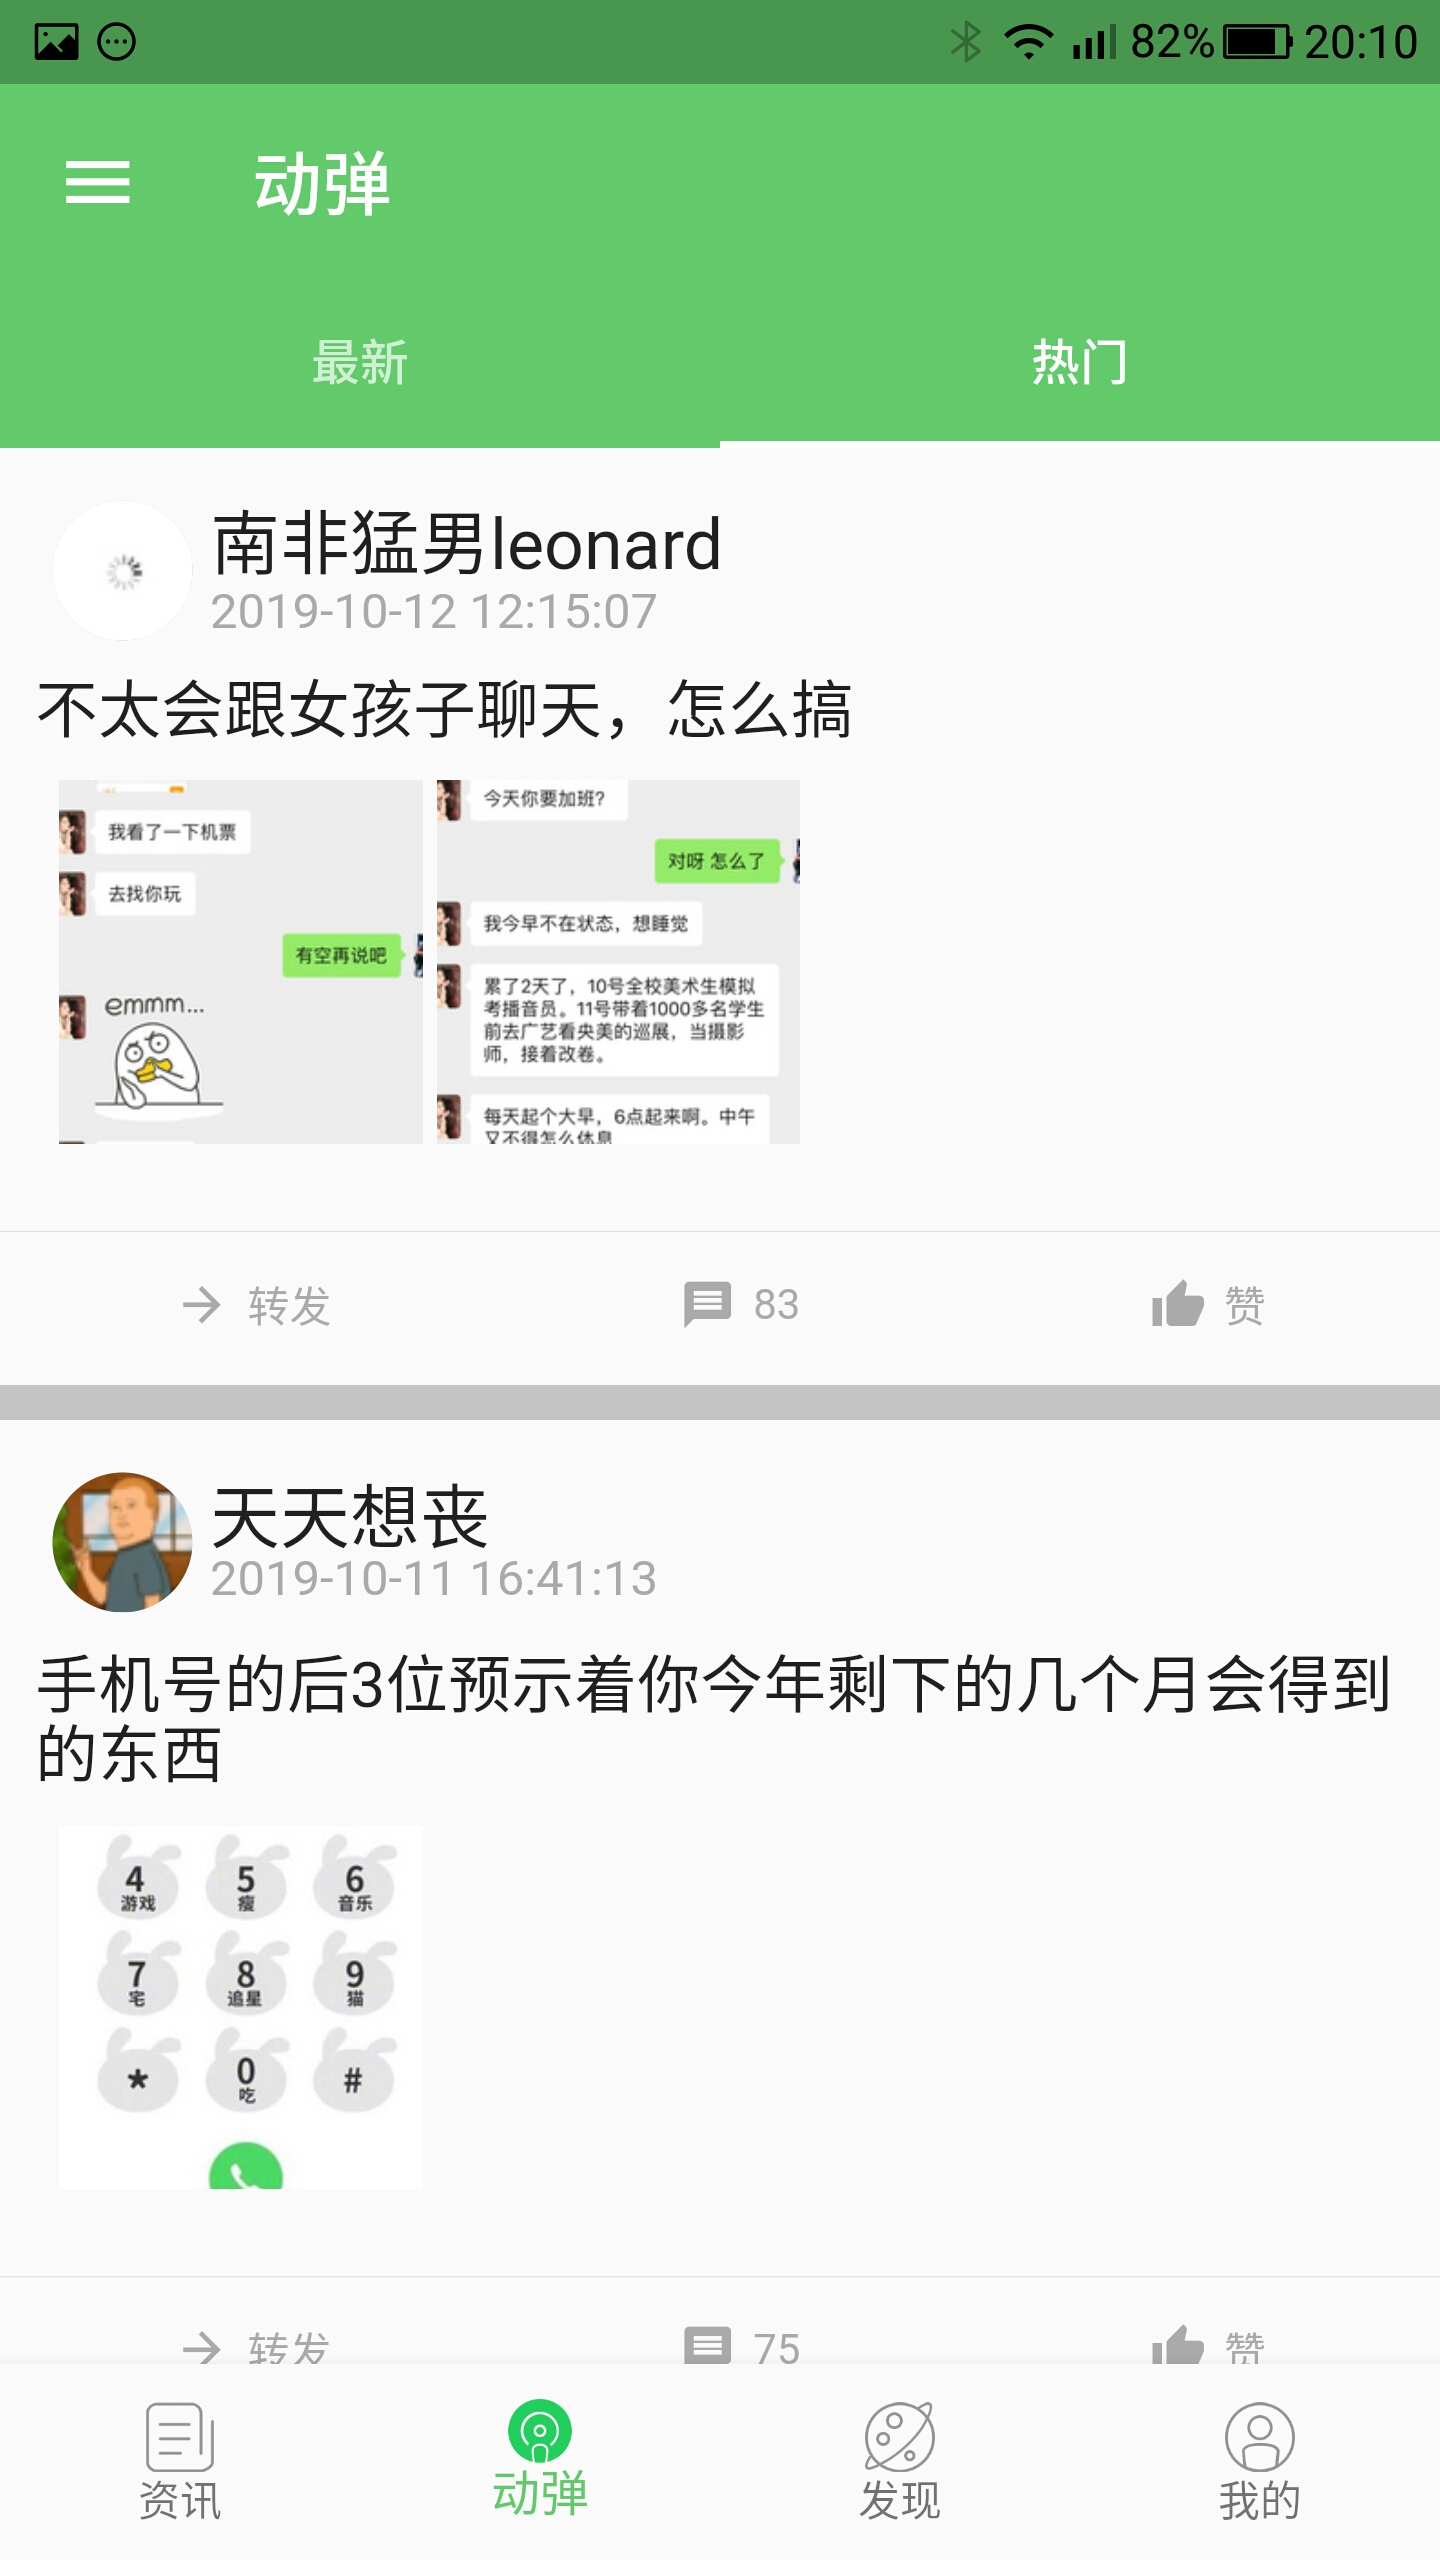 82% 20:10
动弹
最新 热门
南非猛男leonard
2019-10-12 12:15:07
不太会跟女孩子聊天，怎么搞
我看了一下机票
去找你玩
有空再说吧
emmm...
今天你要加班?
对呀 怎么了
我今早不在状态，想睡觉
累了2天了，10号全校美术生模拟
考播音员。11号带着1000多名学生
前去广艺看央美的巡展，当摄影
师，接着改卷。
每天起个大早，6点起来啊。中午
又不得怎么休息
转发 83 赞
天天想丧
2019-10-11 16:41:13
手机号的后3位预示着你今年剩下的几个月会得到
的东西
4 5 6
游戏 瘦 音乐
7 8 9
宅 追星 猫
* 0 #
吃
转发 75 赞
资讯 动弹 发现 我的